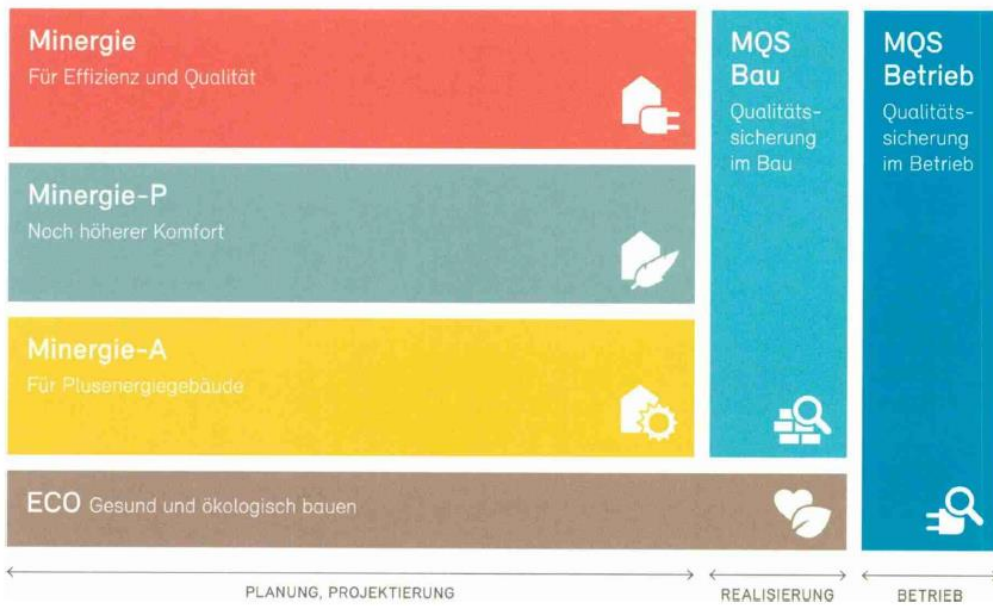 Minergie
Für Effizienz und Qualität
Minergie-P
Noch höherer Komfort
Minergie-A
Für Plusenergiegebäude
ECO Gesund und ökologisch bauen
MQS
Bau
Qualitäts-
sicherung
im Bau
MQS
Betrieb
Qualitäts-
sicherung
im Betrieb
PLANUNG, PROJEKTIERUNG
REALISIERUNG
BETRIEB